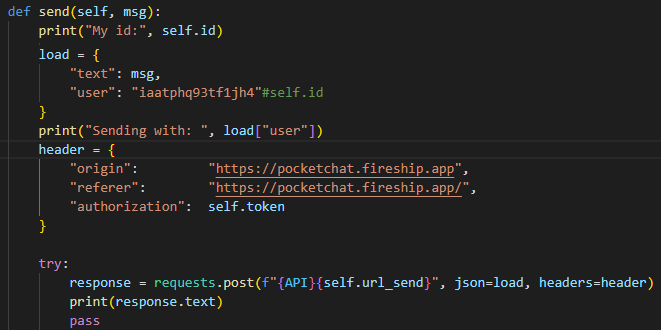 def send(self, msg):
    print("My id:", self.id)
    load = {
        "text": msg,
        "user": "iaatphq93tf1jh4"#self.id
    }
    print("Sending with: ", load["user"])
    header = {
        "origin":         "https://pocketchat.fireship.app",
        "referer":        "https://pocketchat.fireship.app/",
        "authorization":  self.token
    }
    try:
        response = requests.post(f"{API}{self.url_send}", json=load, headers=header)
        print(response.text)
        pass